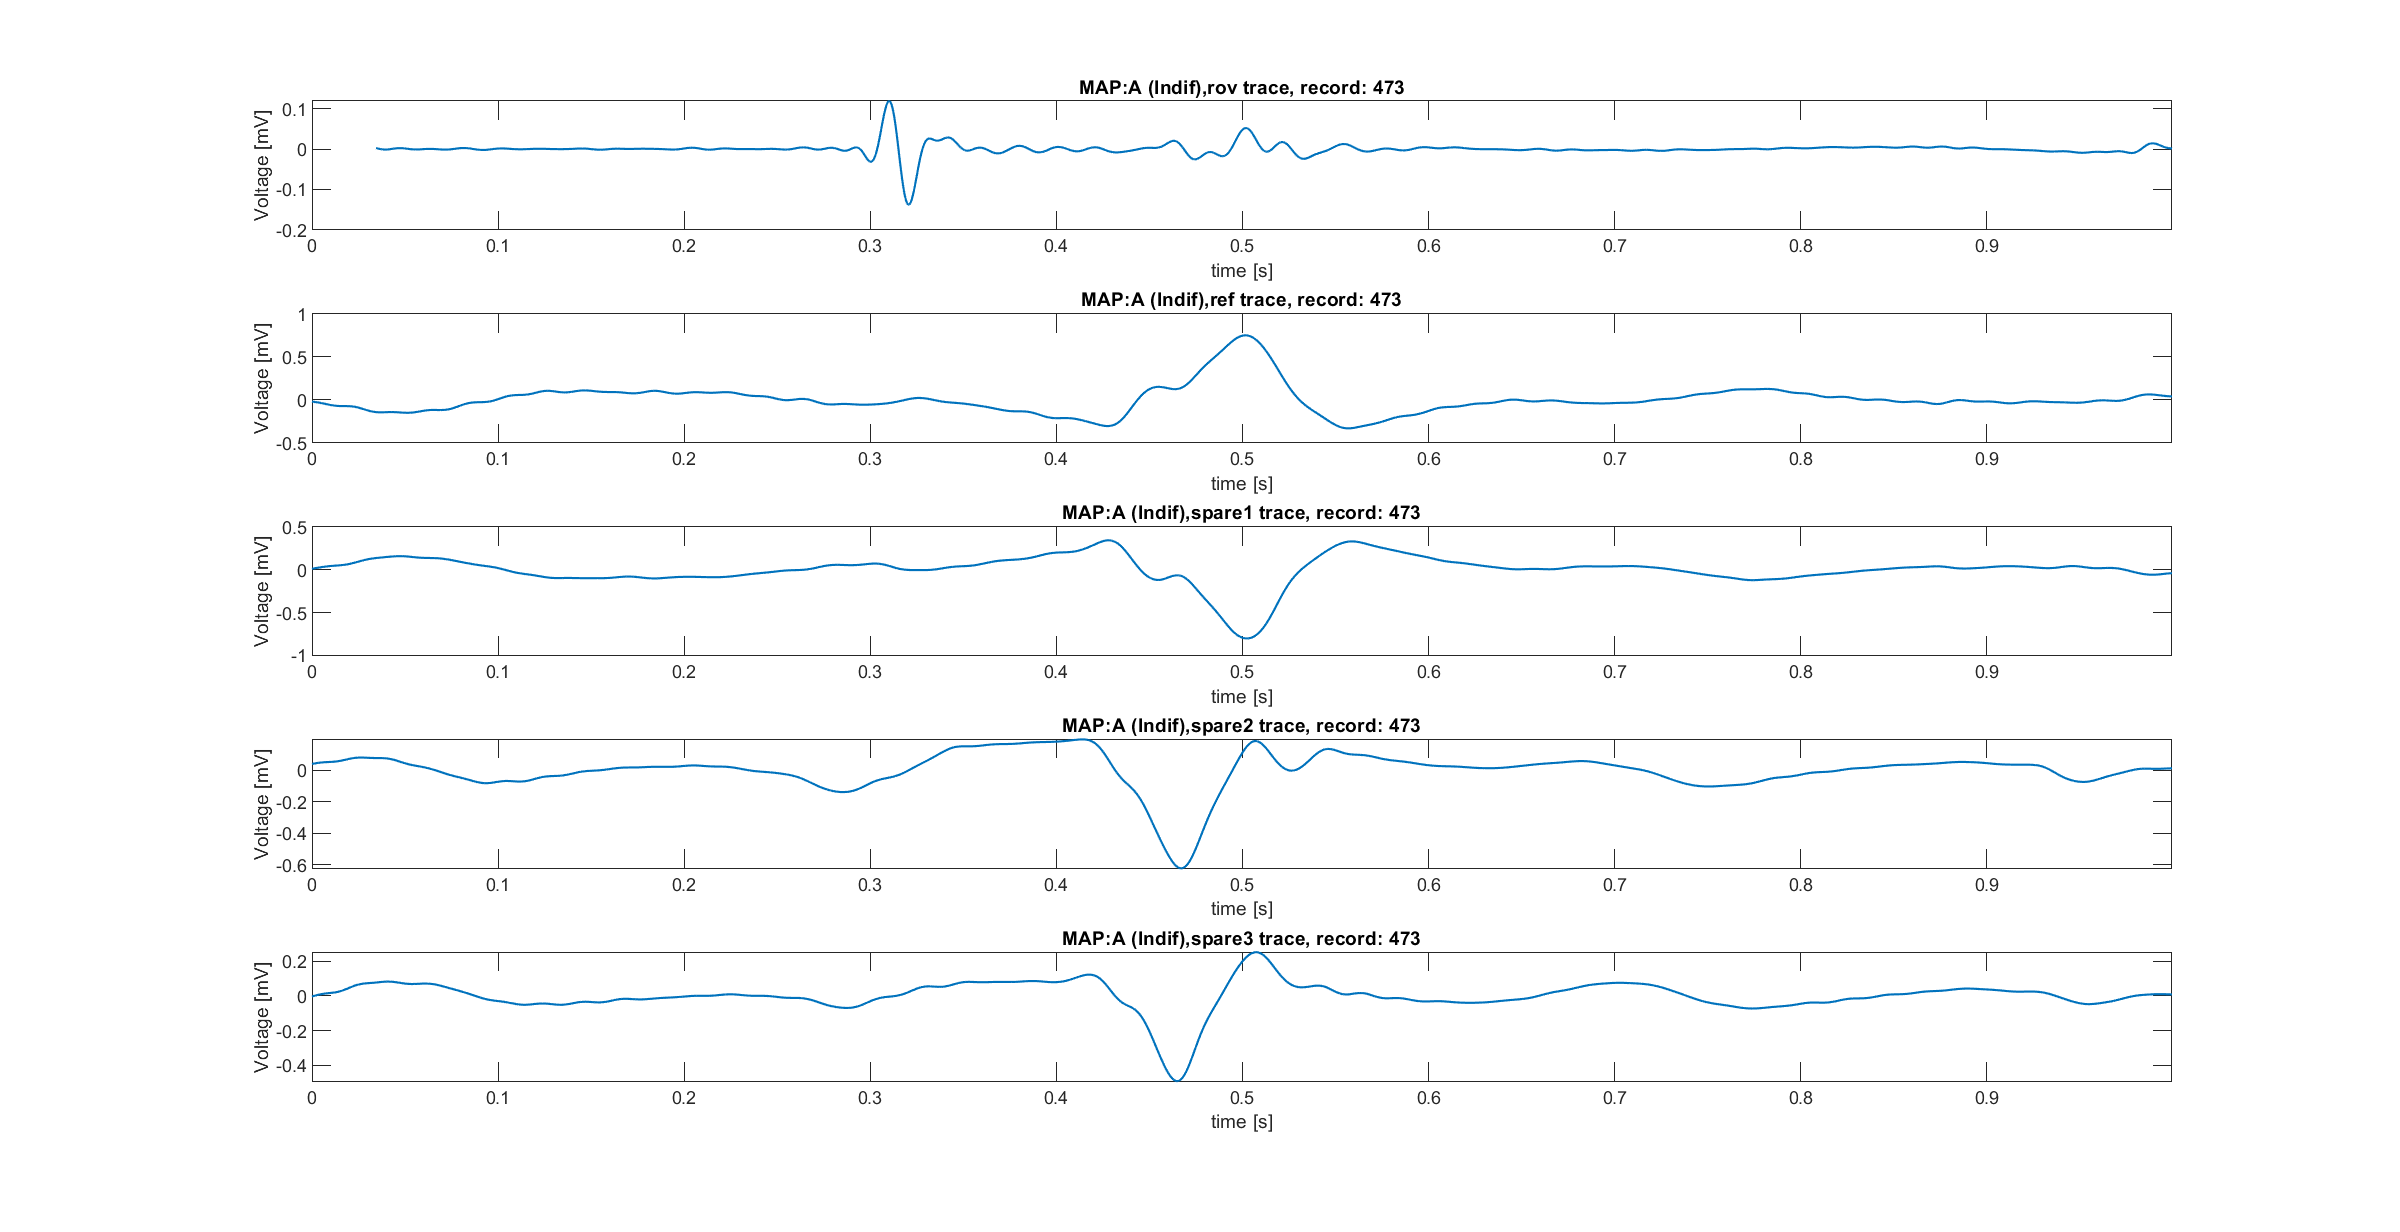 MAP:A (Indif),rov trace, record: 473
Voltage [mV]
0.1
0
-0.1
-0.2
0 0.1 0.2 0.3 0.4 0.5 0.6 0.7 0.8 0.9
time [s]
MAP:A (Indif),ref trace, record: 473
Voltage [mV]
1
0.5
0
-0.5
0 0.1 0.2 0.3 0.4 0.5 0.6 0.7 0.8 0.9
time [s]
MAP:A (Indif),spare1 trace, record: 473
Voltage [mV]
0.5
0
-0.5
-1
0 0.1 0.2 0.3 0.4 0.5 0.6 0.7 0.8 0.9
time [s]
MAP:A (Indif),spare2 trace, record: 473
Voltage [mV]
0
-0.2
-0.4
-0.6
0 0.1 0.2 0.3 0.4 0.5 0.6 0.7 0.8 0.9
time [s]
MAP:A (Indif),spare3 trace, record: 473
Voltage [mV]
0.2
0
-0.2
-0.4
0 0.1 0.2 0.3 0.4 0.5 0.6 0.7 0.8 0.9
time [s]